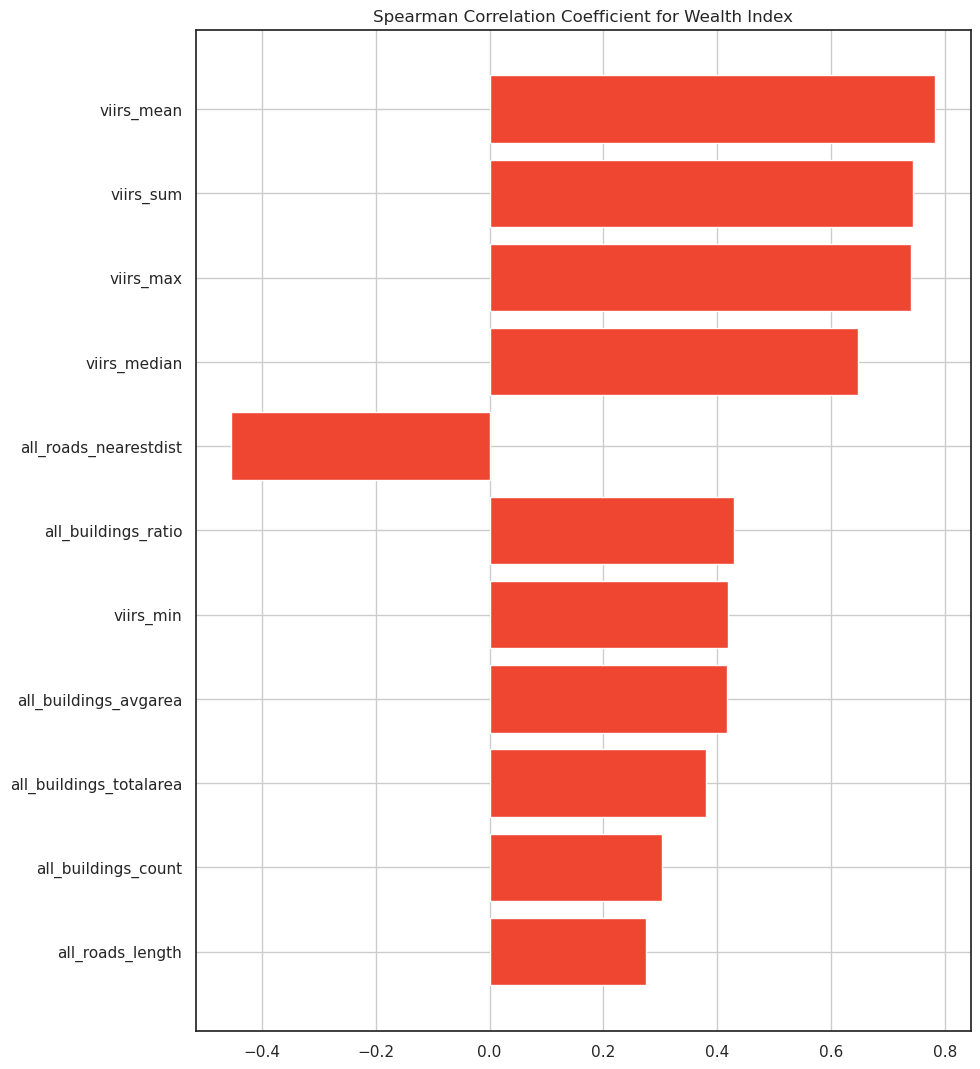 Spearman Correlation Coefficient for Wealth Index
viirs_mean
viirs_sum
viirs_max
viirs_median
all_roads_nearestdist
all_buildings_ratio
viirs_min
all_buildings_avgarea
all_buildings_totalarea
all_buildings_count
all_roads_length
−0.4 −0.2 0.0 0.2 0.4 0.6 0.8